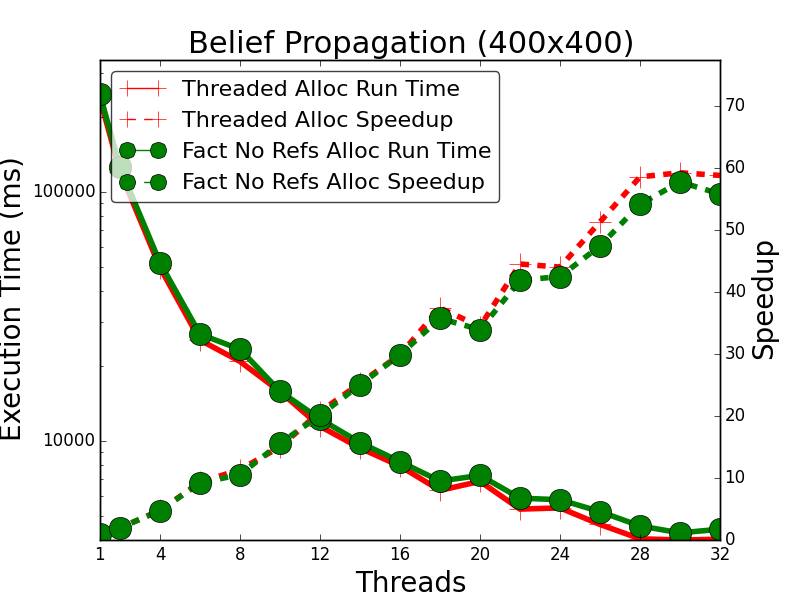 Belief Propagation (400x400)
Threaded Alloc Run Time
Threaded Alloc Speedup
Fact No Refs Alloc Run Time
Fact No Refs Alloc Speedup
Execution Time (ms)
100000
10000
70
60
50
40
30
20
10
0
Speedup
1 4 8 12 16 20 24 28 32
Threads